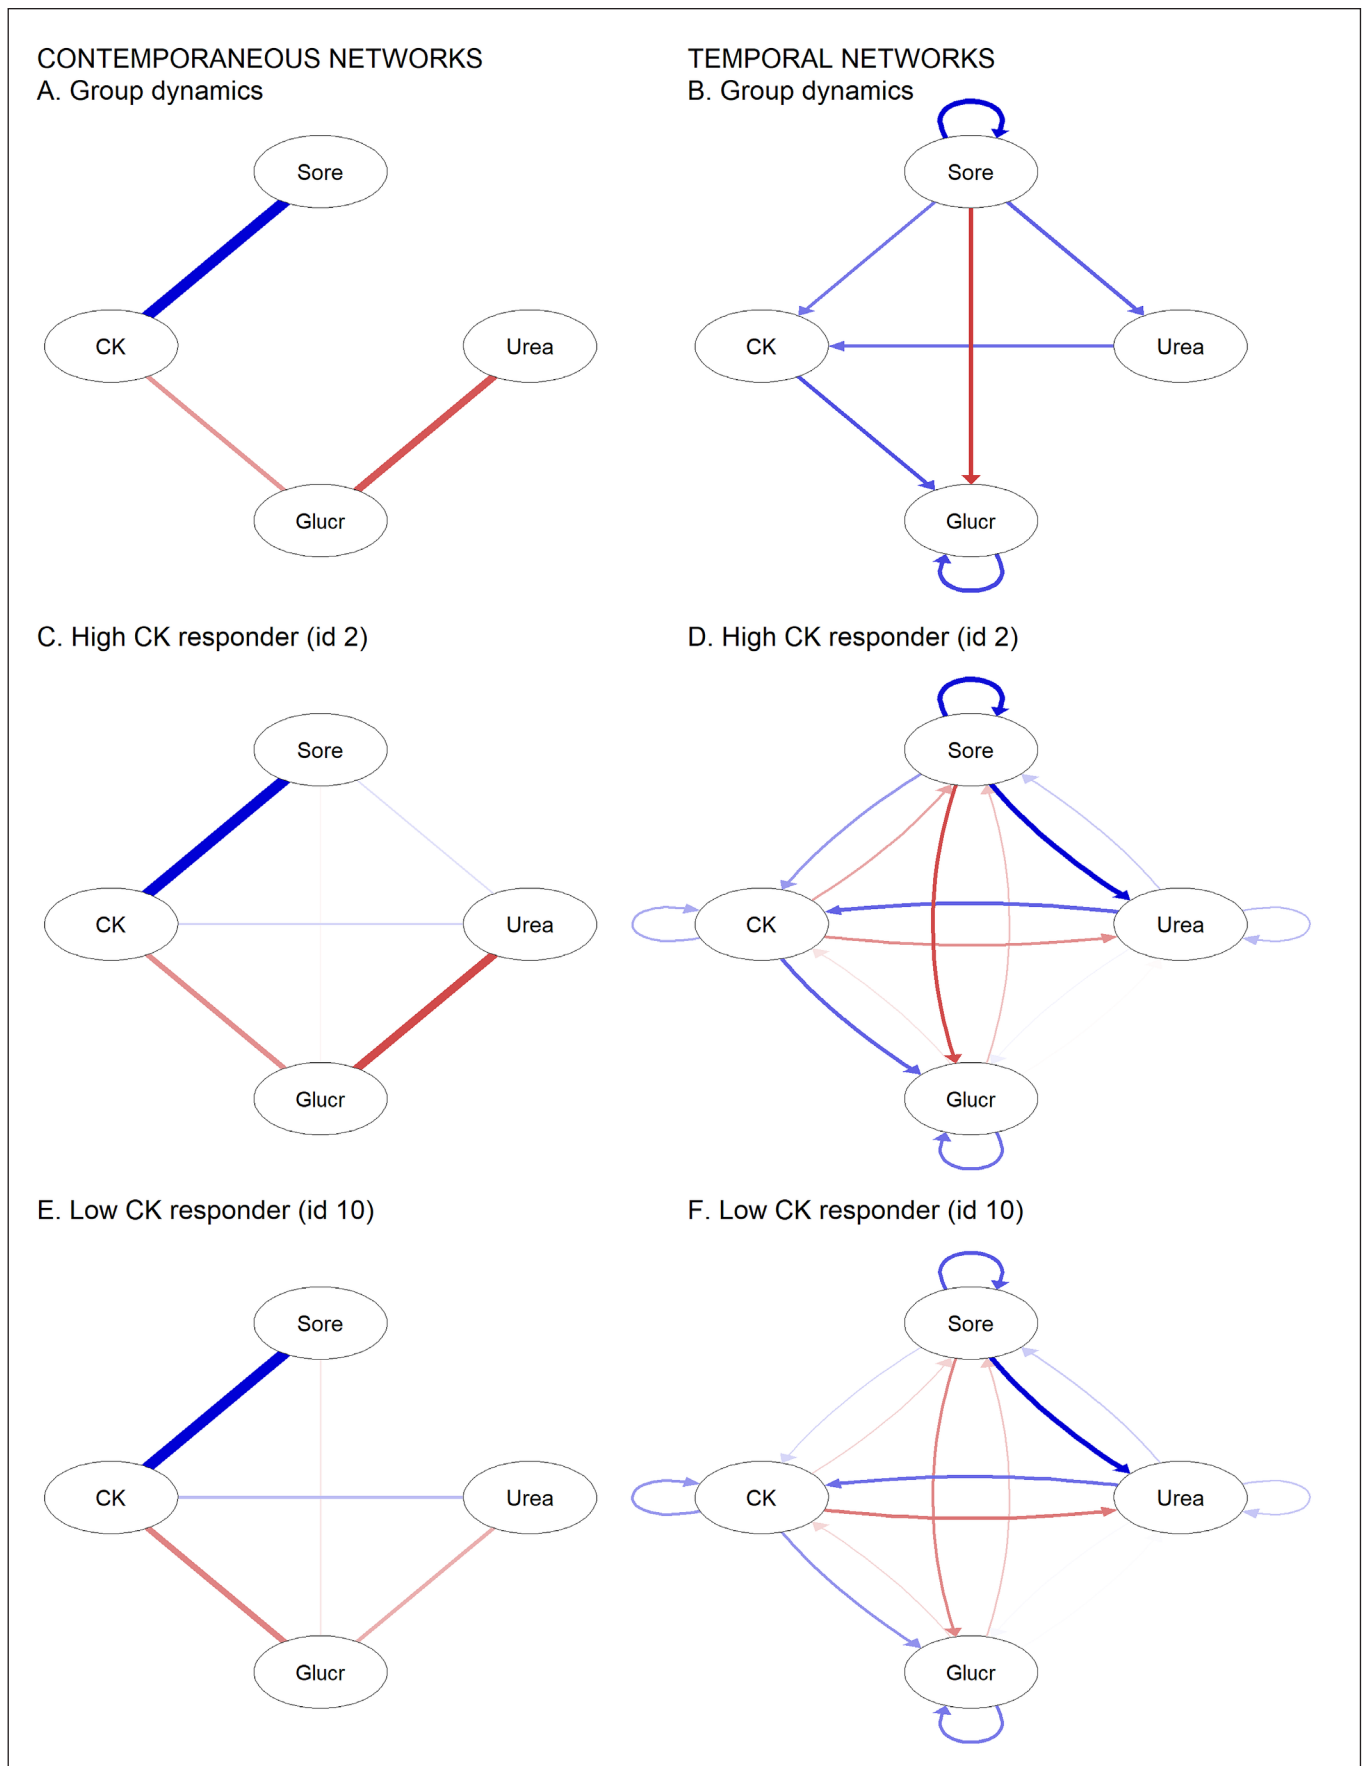 CONTEMPORANEOUS NETWORKS
A. Group dynamics
Sore
CK
Urea
Glucr
TEMPORAL NETWORKS
B. Group dynamics
Sore
CK
Urea
Glucr
C. High CK responder (id 2)
Sore
CK
Urea
Glucr
D. High CK responder (id 2)
Sore
CK
Urea
Glucr
E. Low CK responder (id 10)
Sore
CK
Urea
Glucr
F. Low CK responder (id 10)
Sore
CK
Urea
Glucr